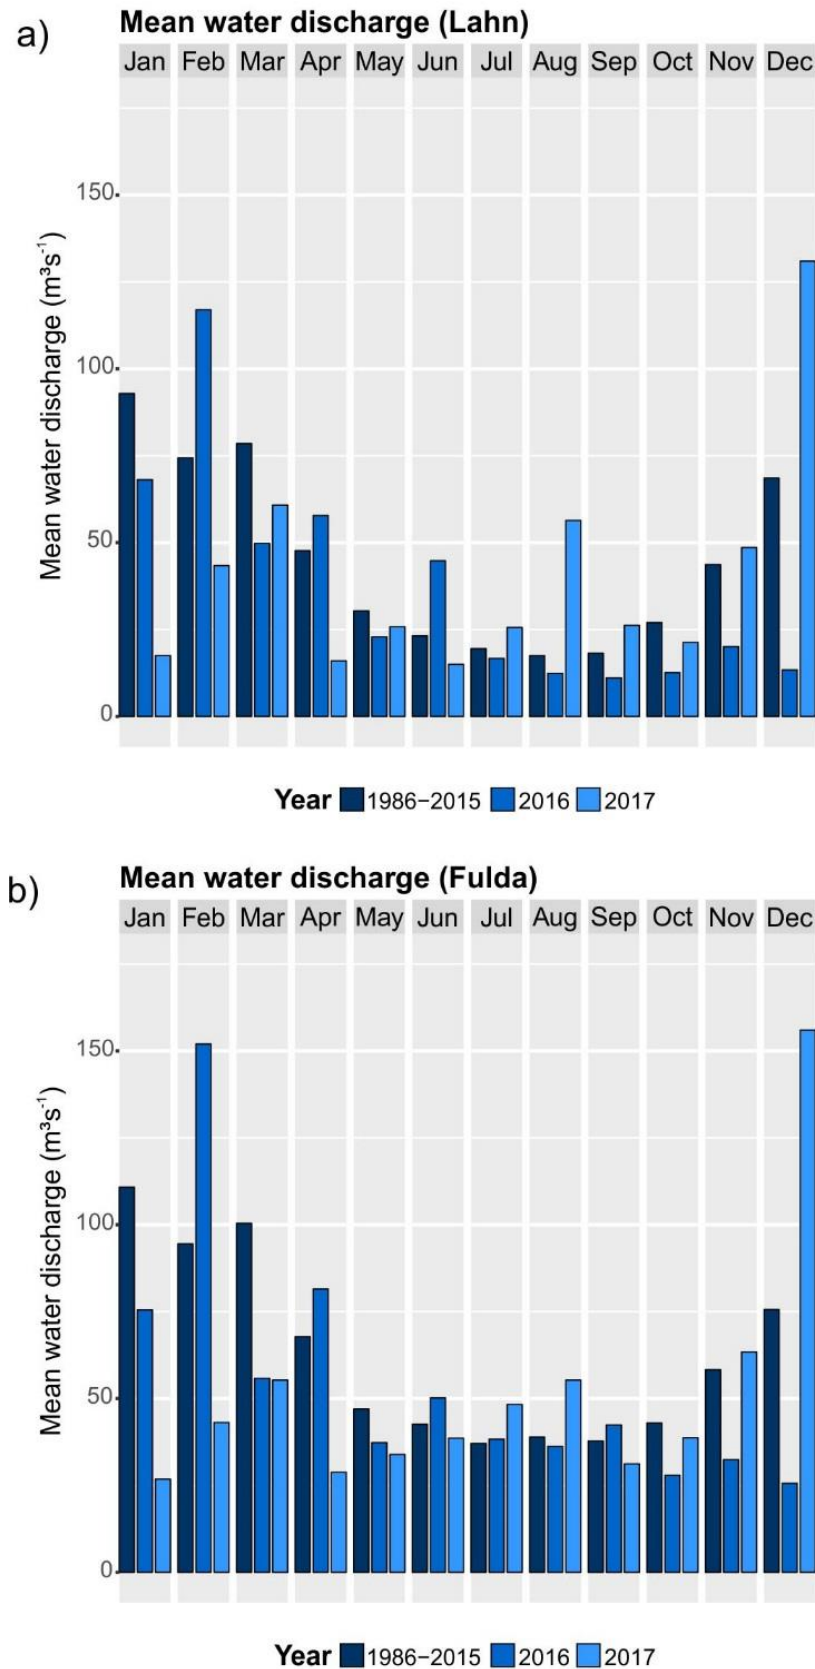 a)
Mean water discharge (Lahn)
Jan Feb Mar Apr May Jun Jul Aug Sep Oct Nov Dec
Mean water discharge (m³s⁻¹)
150
100
50
0
Year 1986–2015 2016 2017
b)
Mean water discharge (Fulda)
Jan Feb Mar Apr May Jun Jul Aug Sep Oct Nov Dec
Mean water discharge (m³s⁻¹)
150
100
50
0
Year 1986–2015 2016 2017